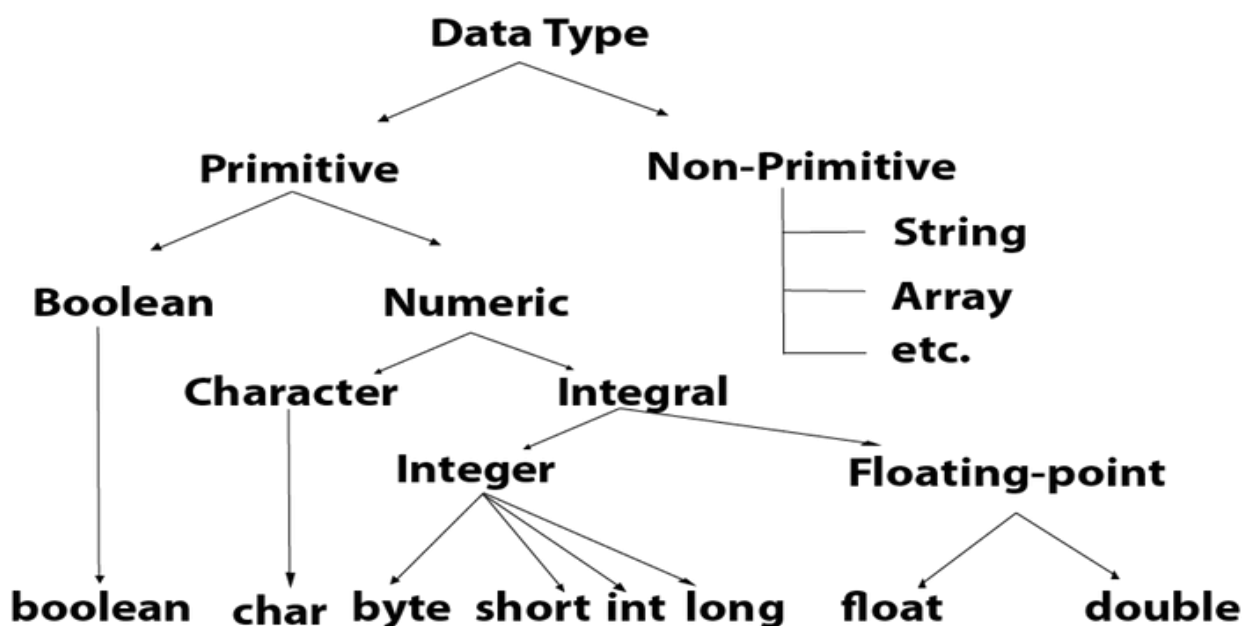 Data Type
Primitive
Non-Primitive
String
Array
etc.
Boolean
Numeric
Character
Integral
Integer
Floating-point
boolean
char
byte
short
int
long
float
double